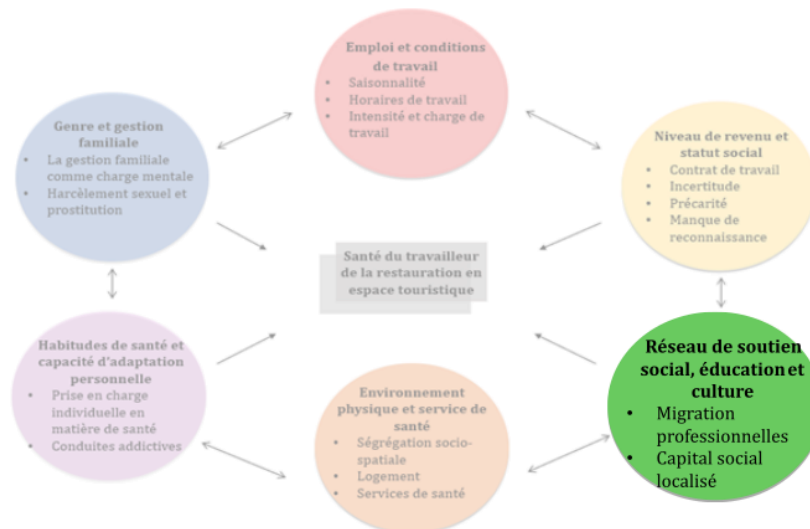 Emploi et conditions
de travail
• Saisonnalité
• Horaires de travail
• Intensité et charge de
travail
Genre et gestion
familiale
• La gestion familiale
comme charge mentale
• Harcèlement sexuel et
prostitution
Niveau de revenu et
statut social
• Contrat de travail
• Incertitude
• Précarité
• Manque de
reconnaissance
Santé du travailleur
de la restauration en
espace touristique
Habitudes de santé et
capacité d'adaptation
personnelle
• Prise en charge
individuelle en
matière de santé
• Conduites addictives
Environnement
physique et service de
santé
• Ségrégation socio-
spatiale
• Logement
• Services de santé
Réseau de soutien
social, éducation et
culture
• Migration
professionnelles
• Capital social
localisé